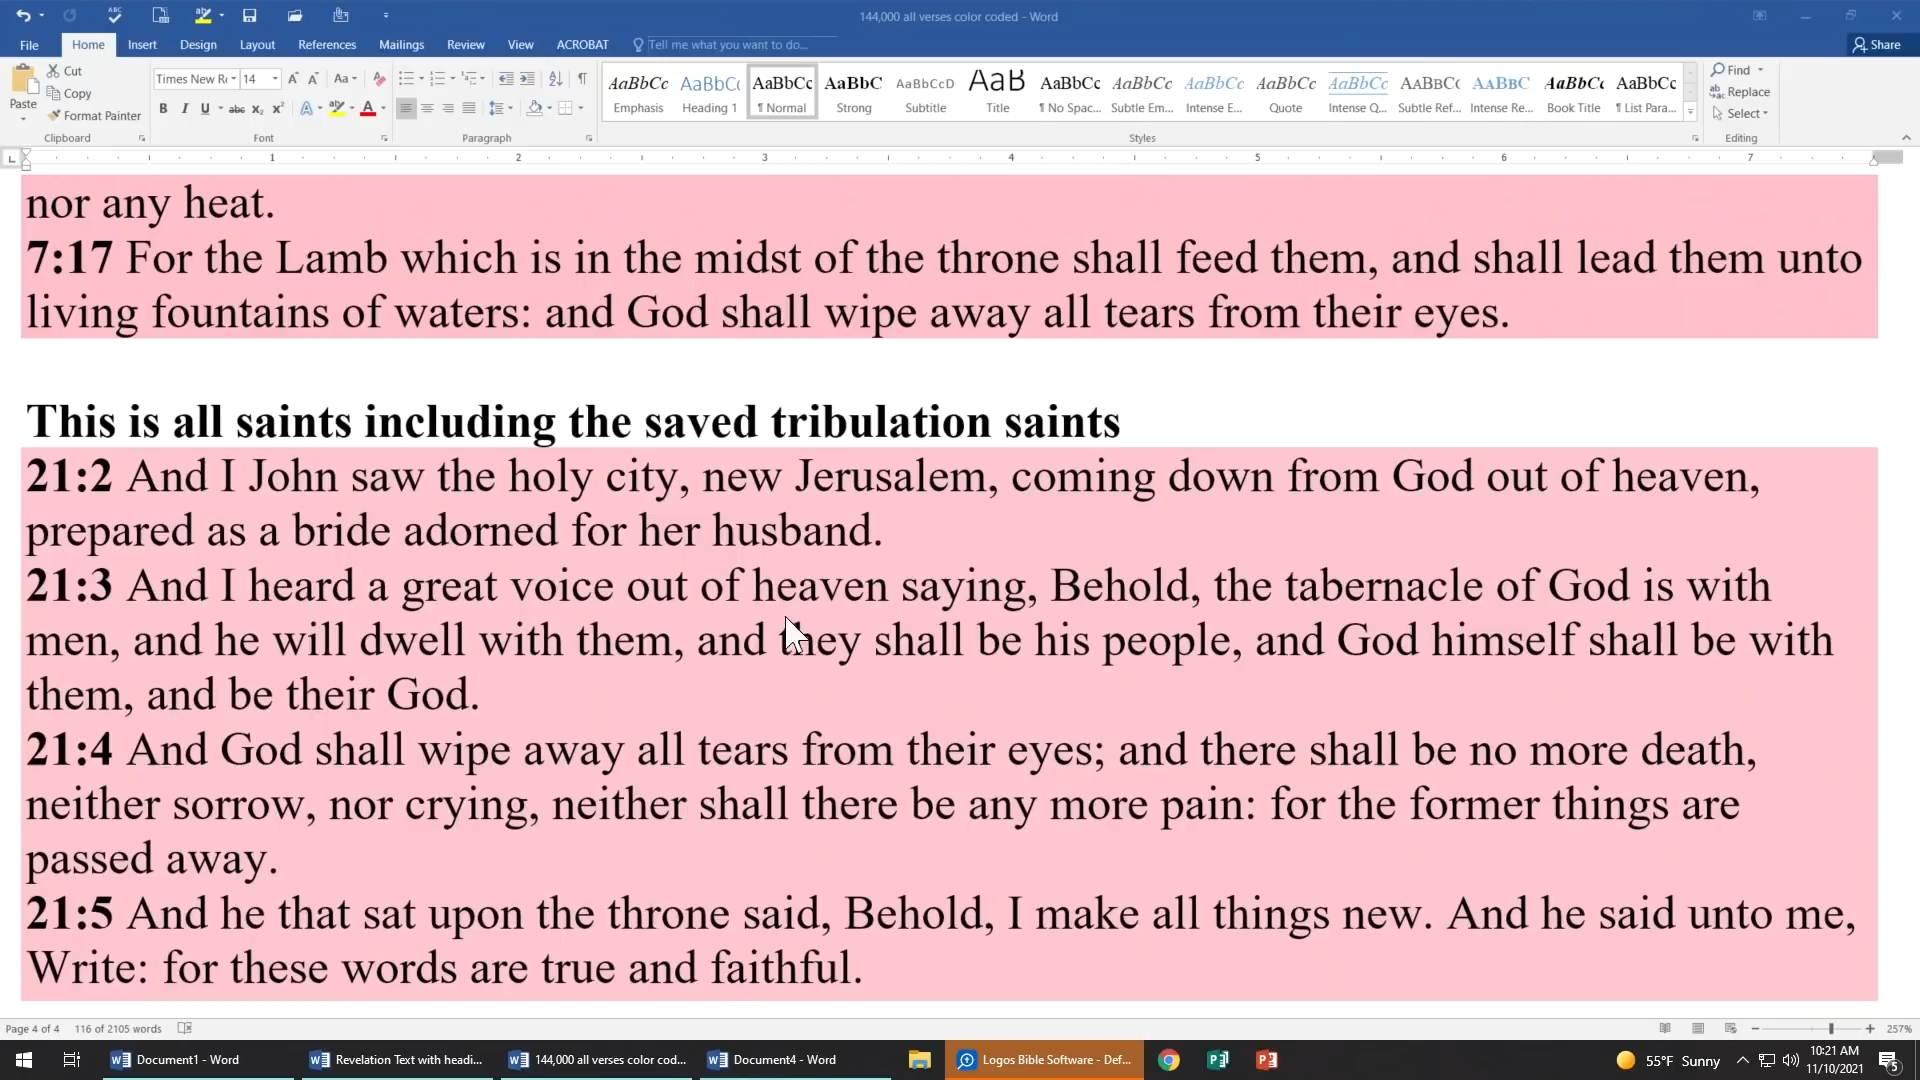 144,000 all verses color coded - Word
File Home Insert Design Layout References Mailings Review View ACROBAT Tell me what you want to do... Share
Cut
Copy
Format Painter
Paste
Clipboard
Times New Rc 14
Font
Paragraph
AaBbCc AaBbCc AaBbCc AaBbC AaBbCcD AaB AaBbCc AaBbCc AaBbCc AaBbCc AaBbCc AaBbCc AaBbC AaBbCc AaBbCc
Emphasis Heading 1 ¶ Normal Strong Subtitle Title ¶ No Spac... Subtle Em... Intense E... Quote Intense Q... Subtle Ref... Intense Re... Book Title ¶ List Para...
Styles
Find
Replace
Select
Editing
1 2 3 4 5 6 7
nor any heat.
7:17 For the Lamb which is in the midst of the throne shall feed them, and shall lead them unto
living fountains of waters: and God shall wipe away all tears from their eyes.
This is all saints including the saved tribulation saints
21:2 And I John saw the holy city, new Jerusalem, coming down from God out of heaven,
prepared as a bride adorned for her husband.
21:3 And I heard a great voice out of heaven saying, Behold, the tabernacle of God is with
men, and he will dwell with them, and they shall be his people, and God himself shall be with
them, and be their God.
21:4 And God shall wipe away all tears from their eyes; and there shall be no more death,
neither sorrow, nor crying, neither shall there be any more pain: for the former things are
passed away.
21:5 And he that sat upon the throne said, Behold, I make all things new. And he said unto me,
Write: for these words are true and faithful.
Page 4 of 4 116 of 2105 words 257%
Document1 - Word Revelation Text with headi... 144,000 all verses color cod... Document4 - Word Logos Bible Software - Def... 55°F Sunny 10:21 AM
11/10/2021
5